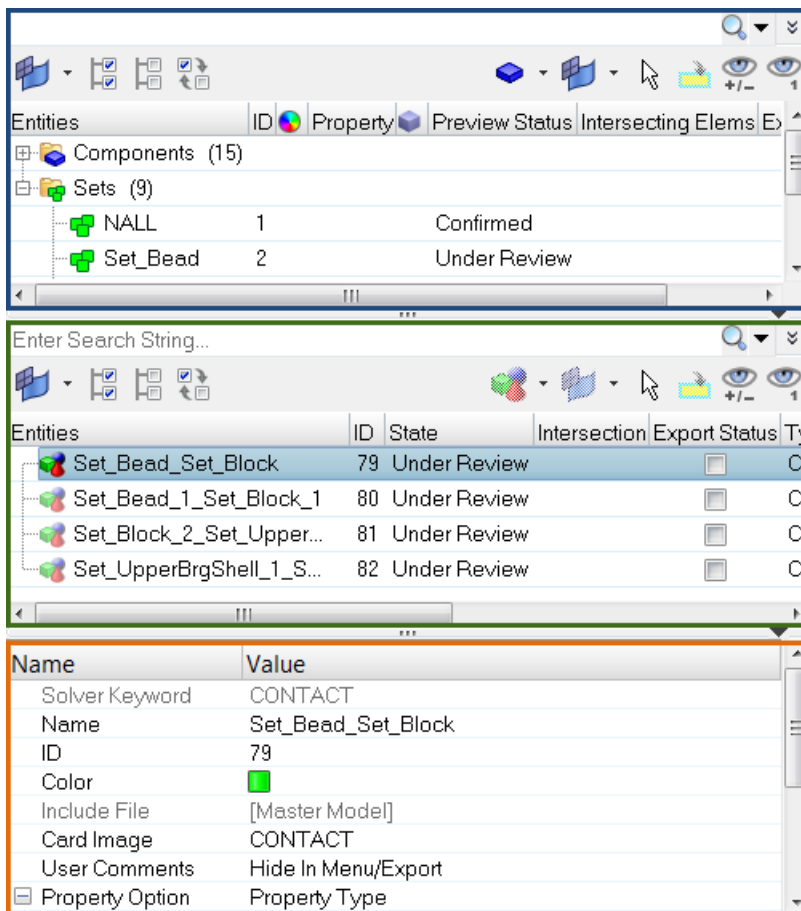 +/-
1
Entities ID Property Preview Status Intersecting Elems
Components (15)
Sets (9)
NALL 1 Confirmed
Set_Bead 2 Under Review
Enter Search String...
+/-
1
Entities ID State Intersection Export Status
Set_Bead_Set_Block 79 Under Review
Set_Bead_1_Set_Block_1 80 Under Review
Set_Block_2_Set_Upper... 81 Under Review
Set_UpperBrgShell_1_S... 82 Under Review
Name Value
Solver Keyword CONTACT
Name Set_Bead_Set_Block
ID 79
Color
Include File [Master Model]
Card Image CONTACT
User Comments Hide In Menu/Export
Property Option Property Type